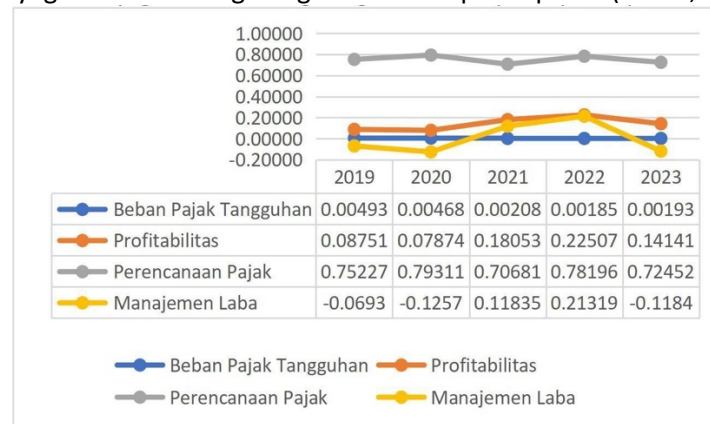 1.00000
0.80000
0.60000
0.40000
0.20000
0.00000
-0.20000
2019 2020 2021 2022 2023
Beban Pajak Tangguhan 0.00493 0.00468 0.00208 0.00185 0.00193
Profitabilitas 0.08751 0.07874 0.18053 0.22507 0.14141
Perencanaan Pajak 0.75227 0.79311 0.70681 0.78196 0.72452
Manajemen Laba -0.0693 -0.1257 0.11835 0.21319 -0.1184
Beban Pajak Tangguhan Profitabilitas
Perencanaan Pajak Manajemen Laba